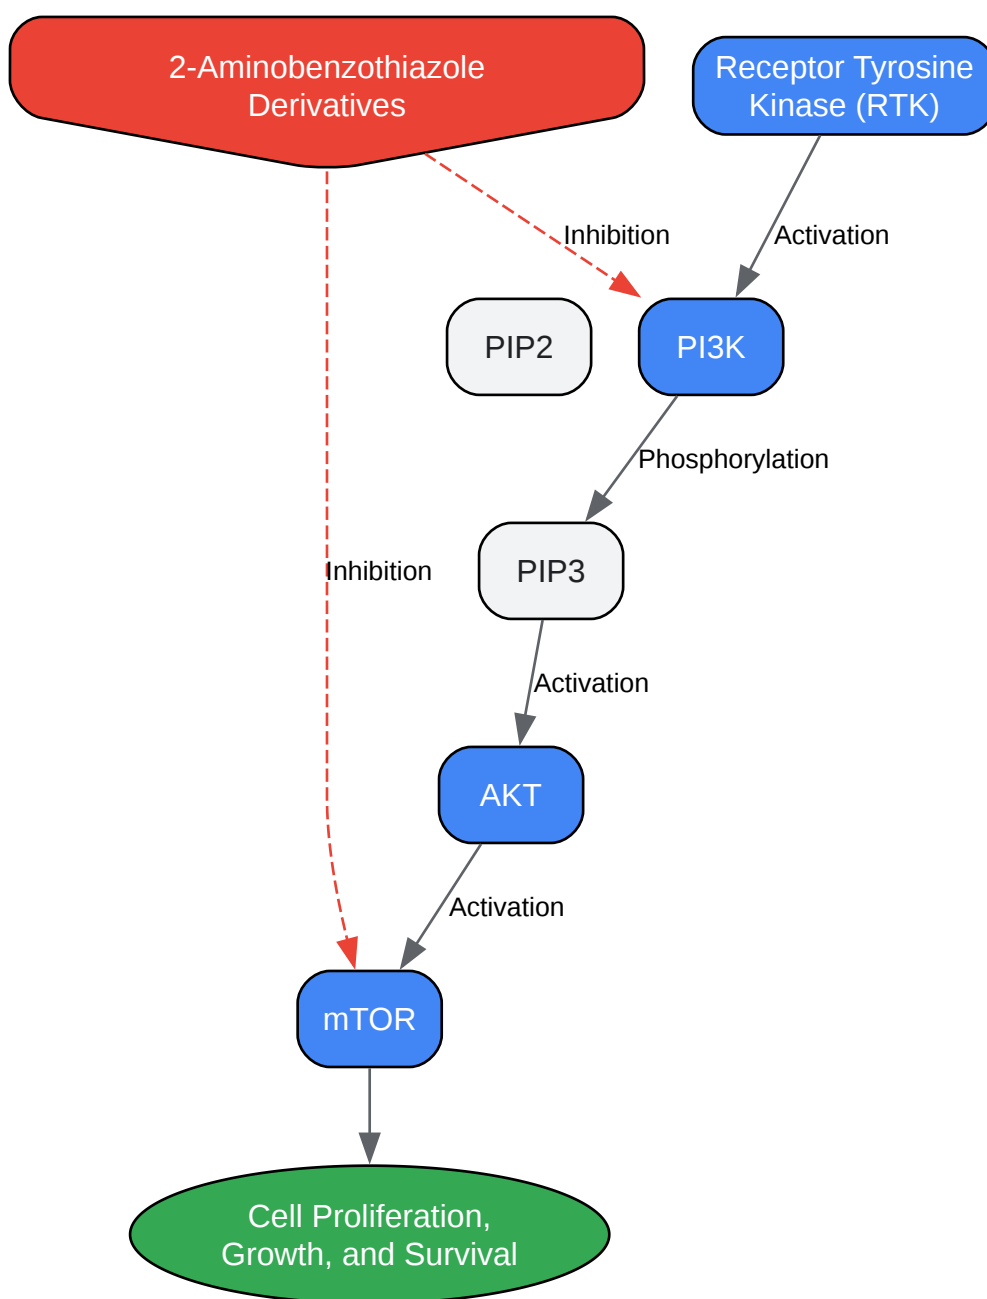 2-Aminobenzothiazole
Derivatives
Receptor Tyrosine
Kinase (RTK)
Inhibition
Activation
PIP2
PI3K
Phosphorylation
Inhibition
PIP3
Activation
AKT
Activation
mTOR
Cell Proliferation,
Growth, and Survival